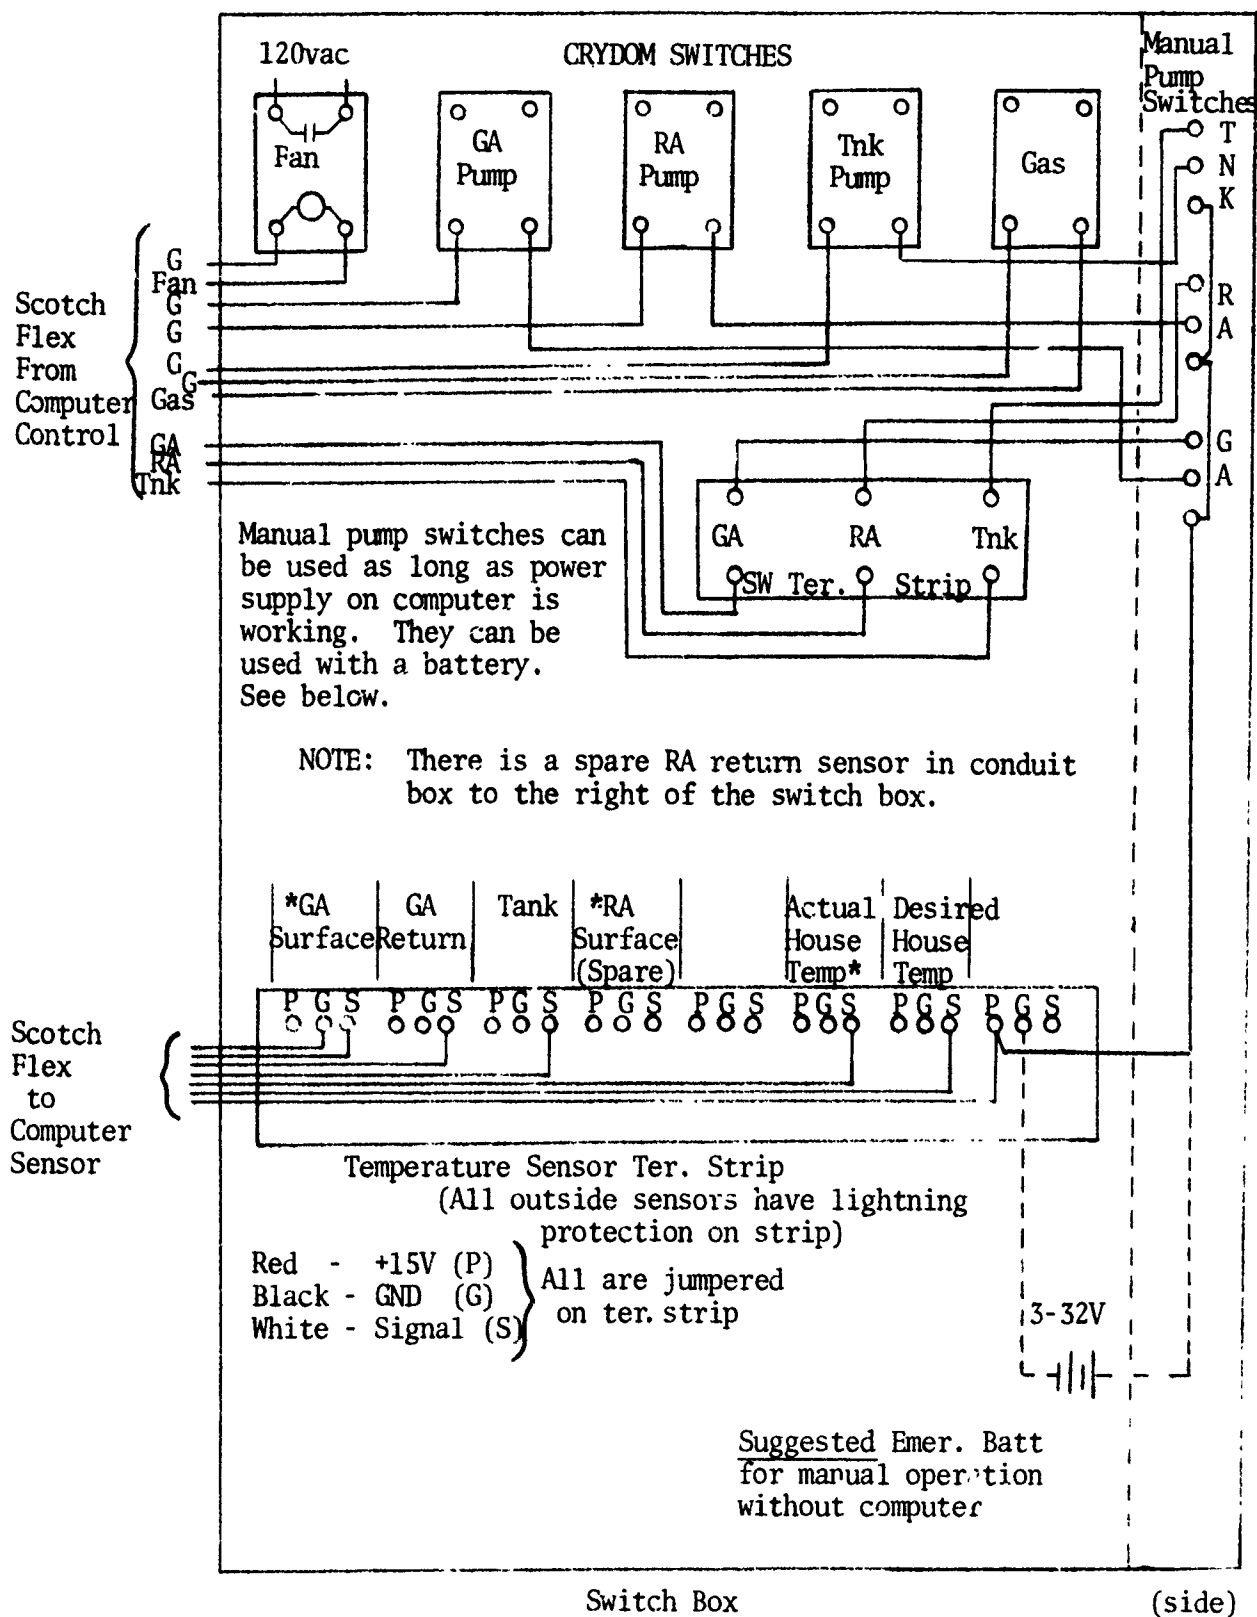 120vac
CRYDOM SWITCHES
Manual
Pump
Switches
Fan
GA
Pump
RA
Pump
Tnk
Pump
Gas
T
N
K
R
A
G
A
Scotch
Flex
From
Computer
Control
G
Fan
G
G
G
G
Gas
GA
RA
Tnk
GA RA Tnk
SW Ter. Strip
Manual pump switches can
be used as long as power
supply on computer is
working. They can be
used with a battery.
See below.
NOTE: There is a spare RA return sensor in conduit
box to the right of the switch box.
*GA
Surface
GA
Return
Tank
*RA
Surface
(Spare)
Actual
House
Temp*
Desired
House
Temp
P G S P G S P G S P G S P G S P G S P G S P G S
Scotch
Flex
to
Computer
Sensor
Temperature Sensor Ter. Strip
(All outside sensors have lightning
protection on strip)
Red - +15V (P)
Black - GND (G)
White - Signal (S)
All are jumpered
on ter. strip
3-32V
Suggested Emer. Batt
for manual operation
without computer
Switch Box
(side)